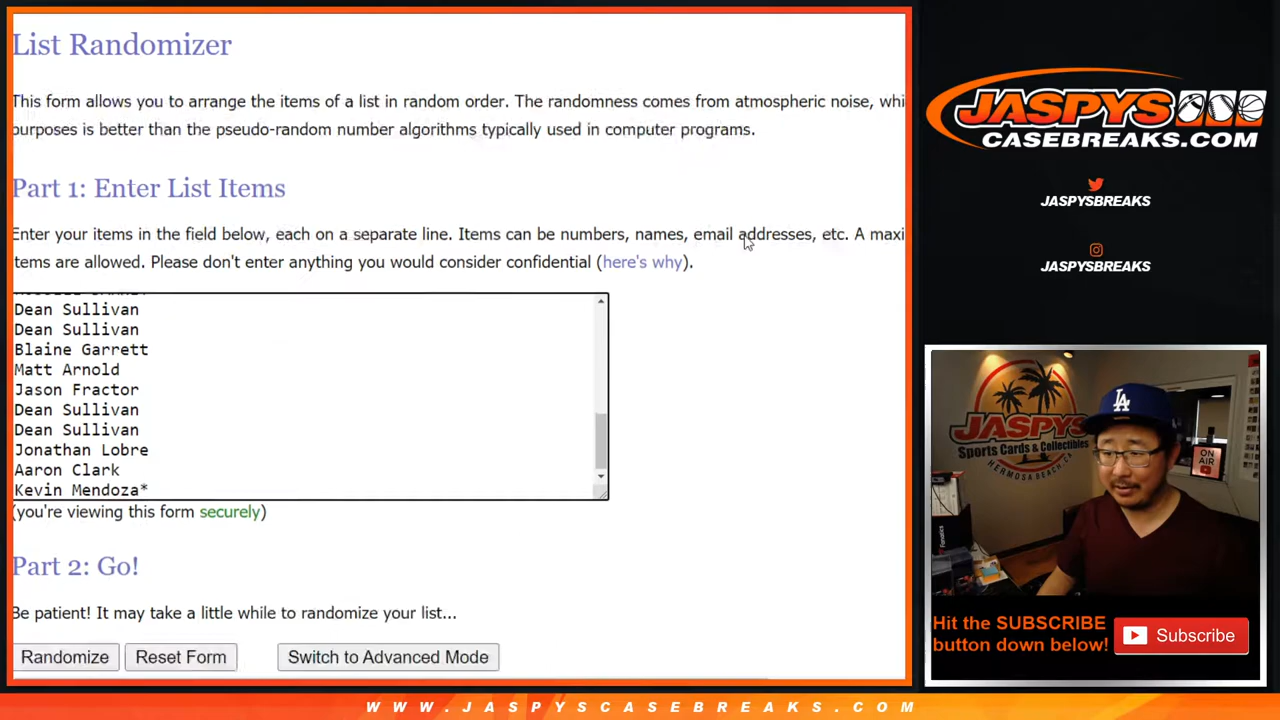 List Randomizer
This form allows you to arrange the items of a list in random order. The randomness comes from atmospheric noise, whi
purposes is better than the pseudo-random number algorithms typically used in computer programs.
Part 1: Enter List Items
Enter your items in the field below, each on a separate line. Items can be numbers, names, email addresses, etc. A maxi
items are allowed. Please don't enter anything you would consider confidential (here's why).
Dean Sullivan
Dean Sullivan
Blaine Garrett
Matt Arnold
Jason Fractor
Dean Sullivan
Dean Sullivan
Jonathan Lobre
Aaron Clark
Kevin Mendoza*
(you're viewing this form securely)
Part 2: Go!
Be patient! It may take a little while to randomize your list...
Randomize
Reset Form
Switch to Advanced Mode
JASPYS
CASEBREAKS.COM
JASPYSBREAKS
JASPYSBREAKS
JASPYS
Sports Cards & Collectibles
HERMOSA BEACH, CA
ON
AIR
LA
Fanatics
Hit the SUBSCRIBE
button down below!
Subscribe
WWW.JASPYSCASEBREAKS.COM